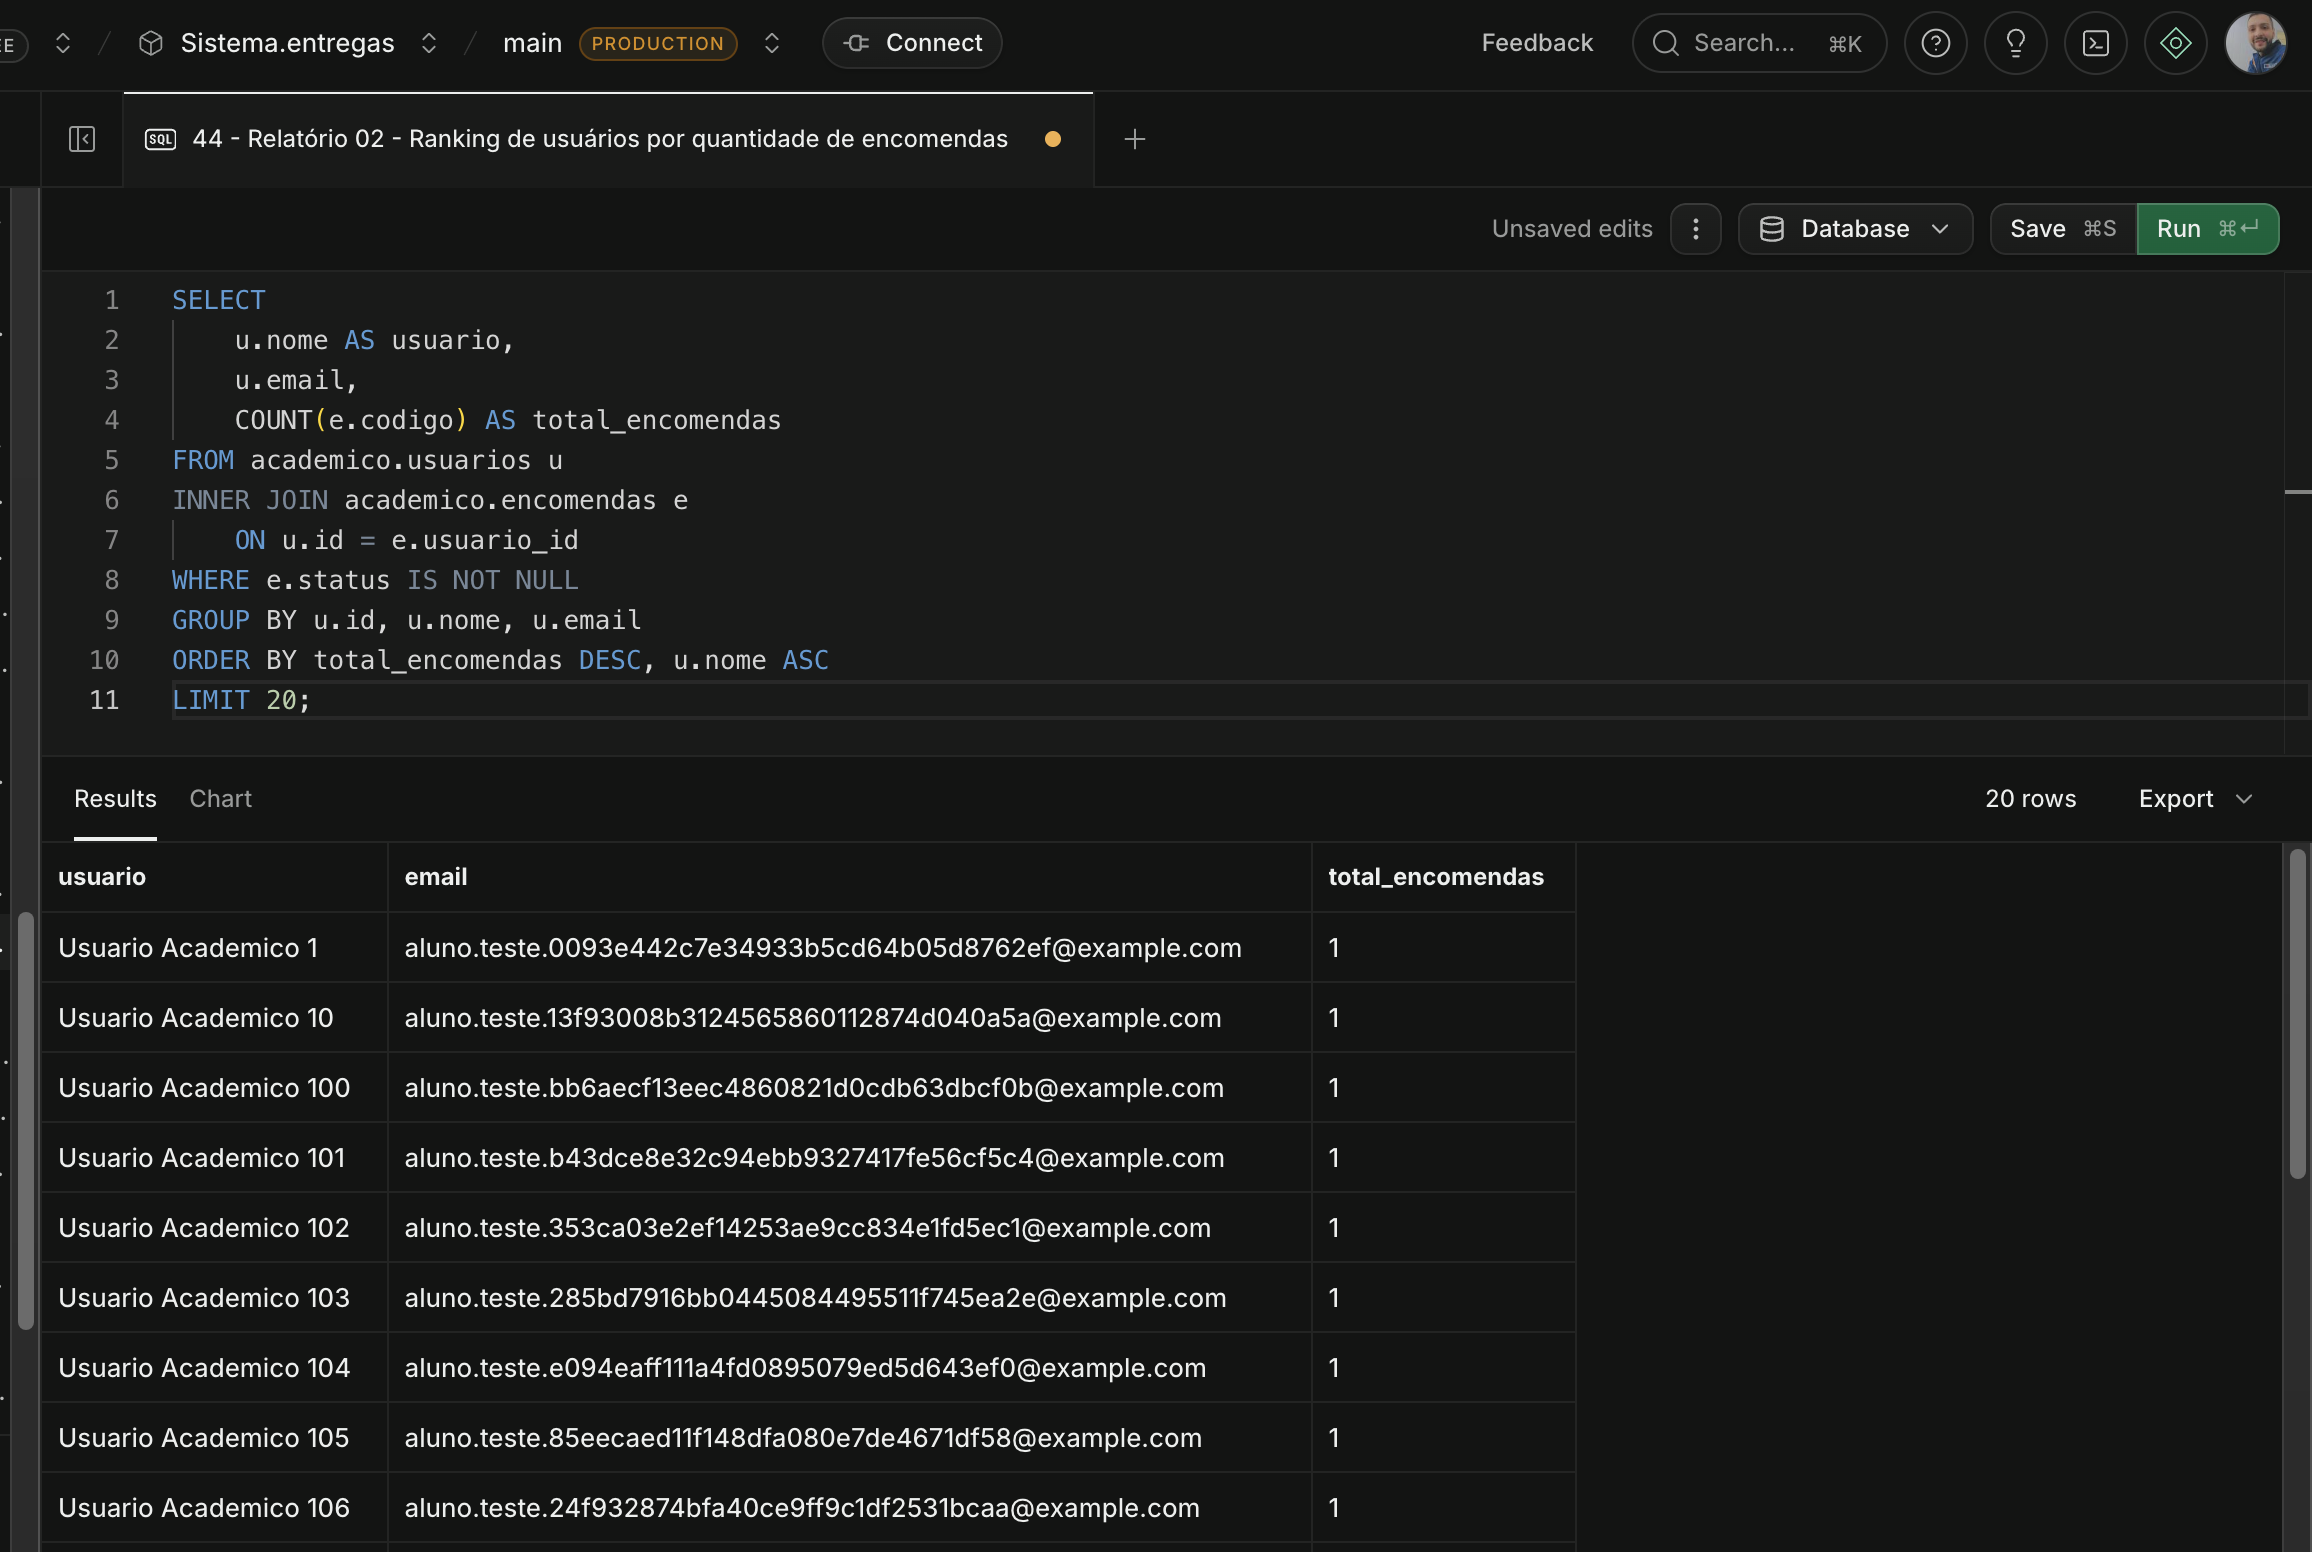 Sistema.entregas main PRODUCTION Connect Feedback Search... ⌘K
SQL 44 - Relatório 02 - Ranking de usuários por quantidade de encomendas
Unsaved edits Database Save ⌘S Run ⌘↵
1 SELECT
2 u.nome AS usuario,
3 u.email,
4 COUNT(e.codigo) AS total_encomendas
5 FROM academico.usuarios u
6 INNER JOIN academico.encomendas e
7 ON u.id = e.usuario_id
8 WHERE e.status IS NOT NULL
9 GROUP BY u.id, u.nome, u.email
10 ORDER BY total_encomendas DESC, u.nome ASC
11 LIMIT 20;
Results Chart 20 rows Export
usuario email total_encomendas
Usuario Academico 1 aluno.teste.0093e442c7e34933b5cd64b05d8762ef@example.com 1
Usuario Academico 10 aluno.teste.13f93008b3124565860112874d040a5a@example.com 1
Usuario Academico 100 aluno.teste.bb6aecf13eec4860821d0cdb63dbcf0b@example.com 1
Usuario Academico 101 aluno.teste.b43dce8e32c94ebb9327417fe56cf5c4@example.com 1
Usuario Academico 102 aluno.teste.353ca03e2ef14253ae9cc834e1fd5ec1@example.com 1
Usuario Academico 103 aluno.teste.285bd7916bb0445084495511f745ea2e@example.com 1
Usuario Academico 104 aluno.teste.e094eaff111a4fd0895079ed5d643ef0@example.com 1
Usuario Academico 105 aluno.teste.85eecaed11f148dfa080e7de4671df58@example.com 1
Usuario Academico 106 aluno.teste.24f932874bfa40ce9ff9c1df2531bcaa@example.com 1